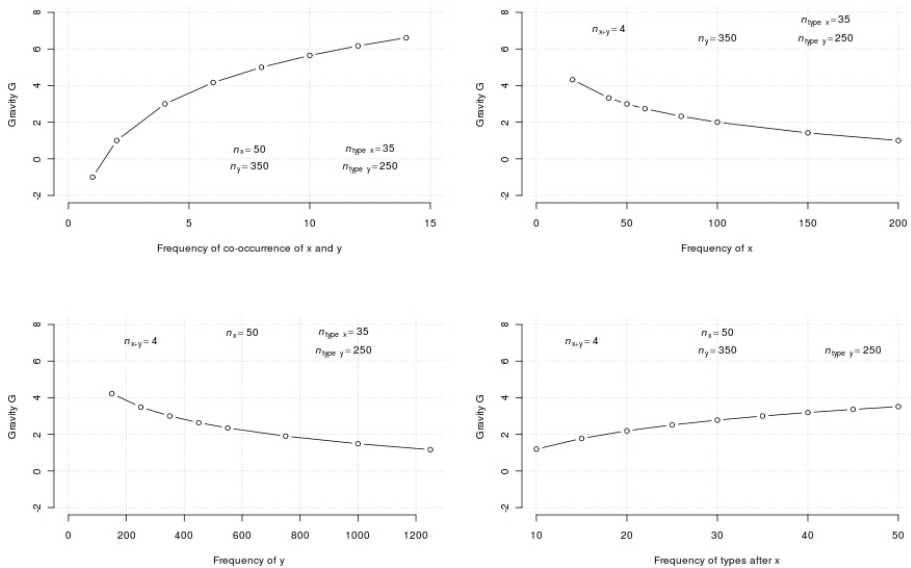 Gravity G
8
6
4
2
0
-2
n_x=50
n_type x=35
n_y=350
n_type y=250
0 5 10 15
Frequency of co-occurrence of x and y
Gravity G
8
6
4
2
0
-2
n_type x=35
n_x+y=4
n_y=350
n_type y=250
0 50 100 150 200
Frequency of x
Gravity G
8
6
4
2
0
-2
n_x=50
n_type x=35
n_x+y=4
n_type y=250
0 200 400 600 800 1000 1200
Frequency of y
Gravity G
8
6
4
2
0
-2
n_x=50
n_x+y=4
n_y=350
n_type y=250
10 20 30 40 50
Frequency of types after x